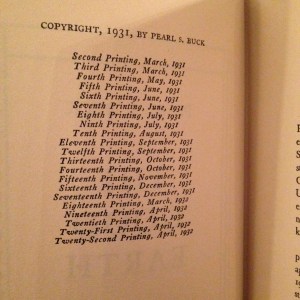 COPYRIGHT, 1931, BY PEARL S. BUCK
Second Printing, March, 1931
Third Printing, March, 1931
Fourth Printing, May, 1931
Fifth Printing, June, 1931
Sixth Printing, June, 1931
Seventh Printing, June, 1931
Eighth Printing, July, 1931
Ninth Printing, July, 1931
Tenth Printing, August, 1931
Eleventh Printing, September, 1931
Twelfth Printing, September, 1931
Thirteenth Printing, October, 1931
Fourteenth Printing, October, 1931
Fifteenth Printing, November, 1931
Sixteenth Printing, December, 1931
Seventeenth Printing, December, 1931
Eighteenth Printing, March, 1932
Nineteenth Printing, April, 1932
Twentieth Printing, April, 1932
Twenty-First Printing, April, 1932
Twenty-Second Printing, April, 1932